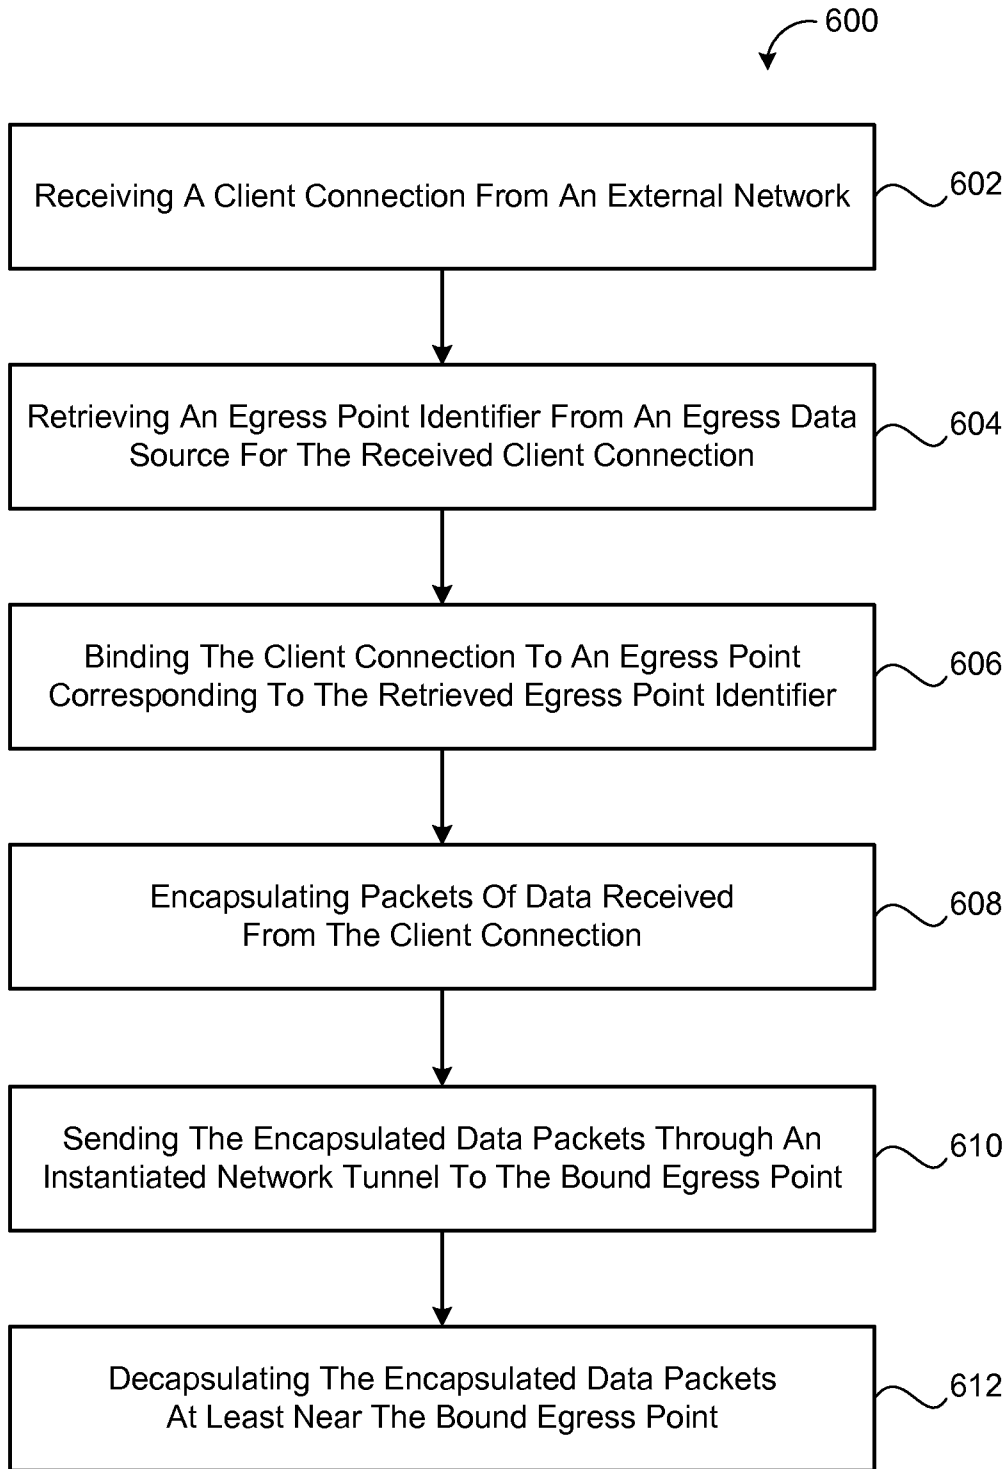 600
Receiving A Client Connection From An External Network
602
Retrieving An Egress Point Identifier From An Egress Data
Source For The Received Client Connection
604
Binding The Client Connection To An Egress Point
Corresponding To The Retrieved Egress Point Identifier
606
Encapsulating Packets Of Data Received
From The Client Connection
608
Sending The Encapsulated Data Packets Through An
Instantiated Network Tunnel To The Bound Egress Point
610
Decapsulating The Encapsulated Data Packets
At Least Near The Bound Egress Point
612